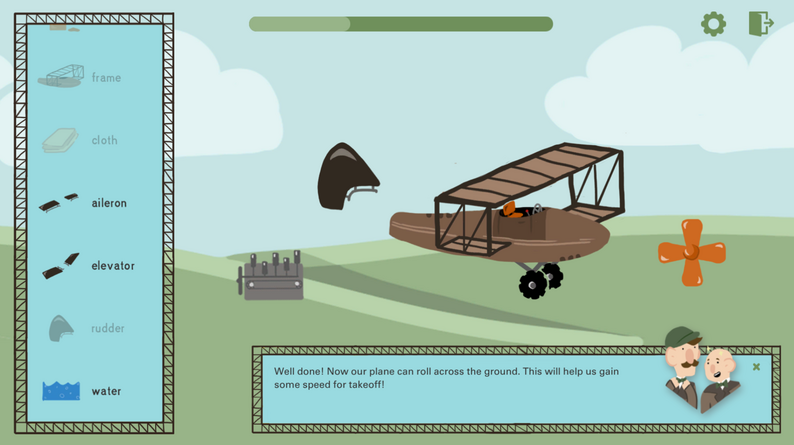 frame
cloth
aileron
elevator
rudder
water
Well done! Now our plane can roll across the ground. This will help us gain
some speed for takeoff!